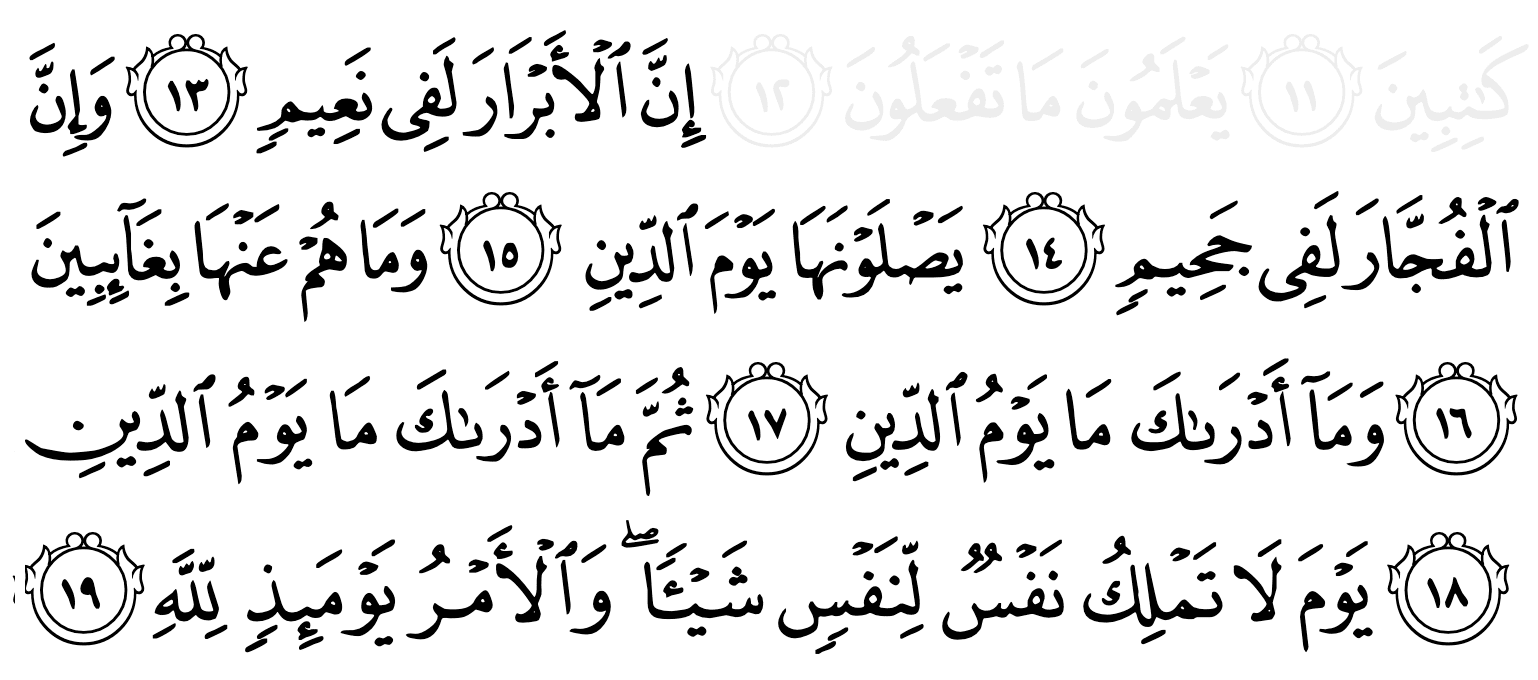 كَٰتِبِينَ ١١ يَعْلَمُونَ مَا تَفْعَلُونَ ١٢ إِنَّ ٱلْأَبْرَارَ لَفِى نَعِيمٍ ١٣ وَإِنَّ
ٱلْفُجَّارَ لَفِى جَحِيمٍ ١٤ يَصْلَوْنَهَا يَوْمَ ٱلدِّينِ ١٥ وَمَا هُمْ عَنْهَا بِغَآئِبِينَ
١٦ وَمَآ أَدْرَىٰكَ مَا يَوْمُ ٱلدِّينِ ١٧ ثُمَّ مَآ أَدْرَىٰكَ مَا يَوْمُ ٱلدِّينِ
١٨ يَوْمَ لَا تَمْلِكُ نَفْسٌ لِّنَفْسٍ شَيْـًٔا ۖ وَٱلْأَمْرُ يَوْمَئِذٍ لِّلَّهِ ١٩